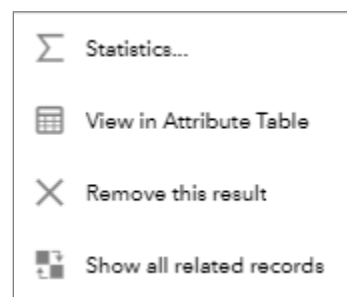 Statistics...
View in Attribute Table
Remove this result
Show all related records